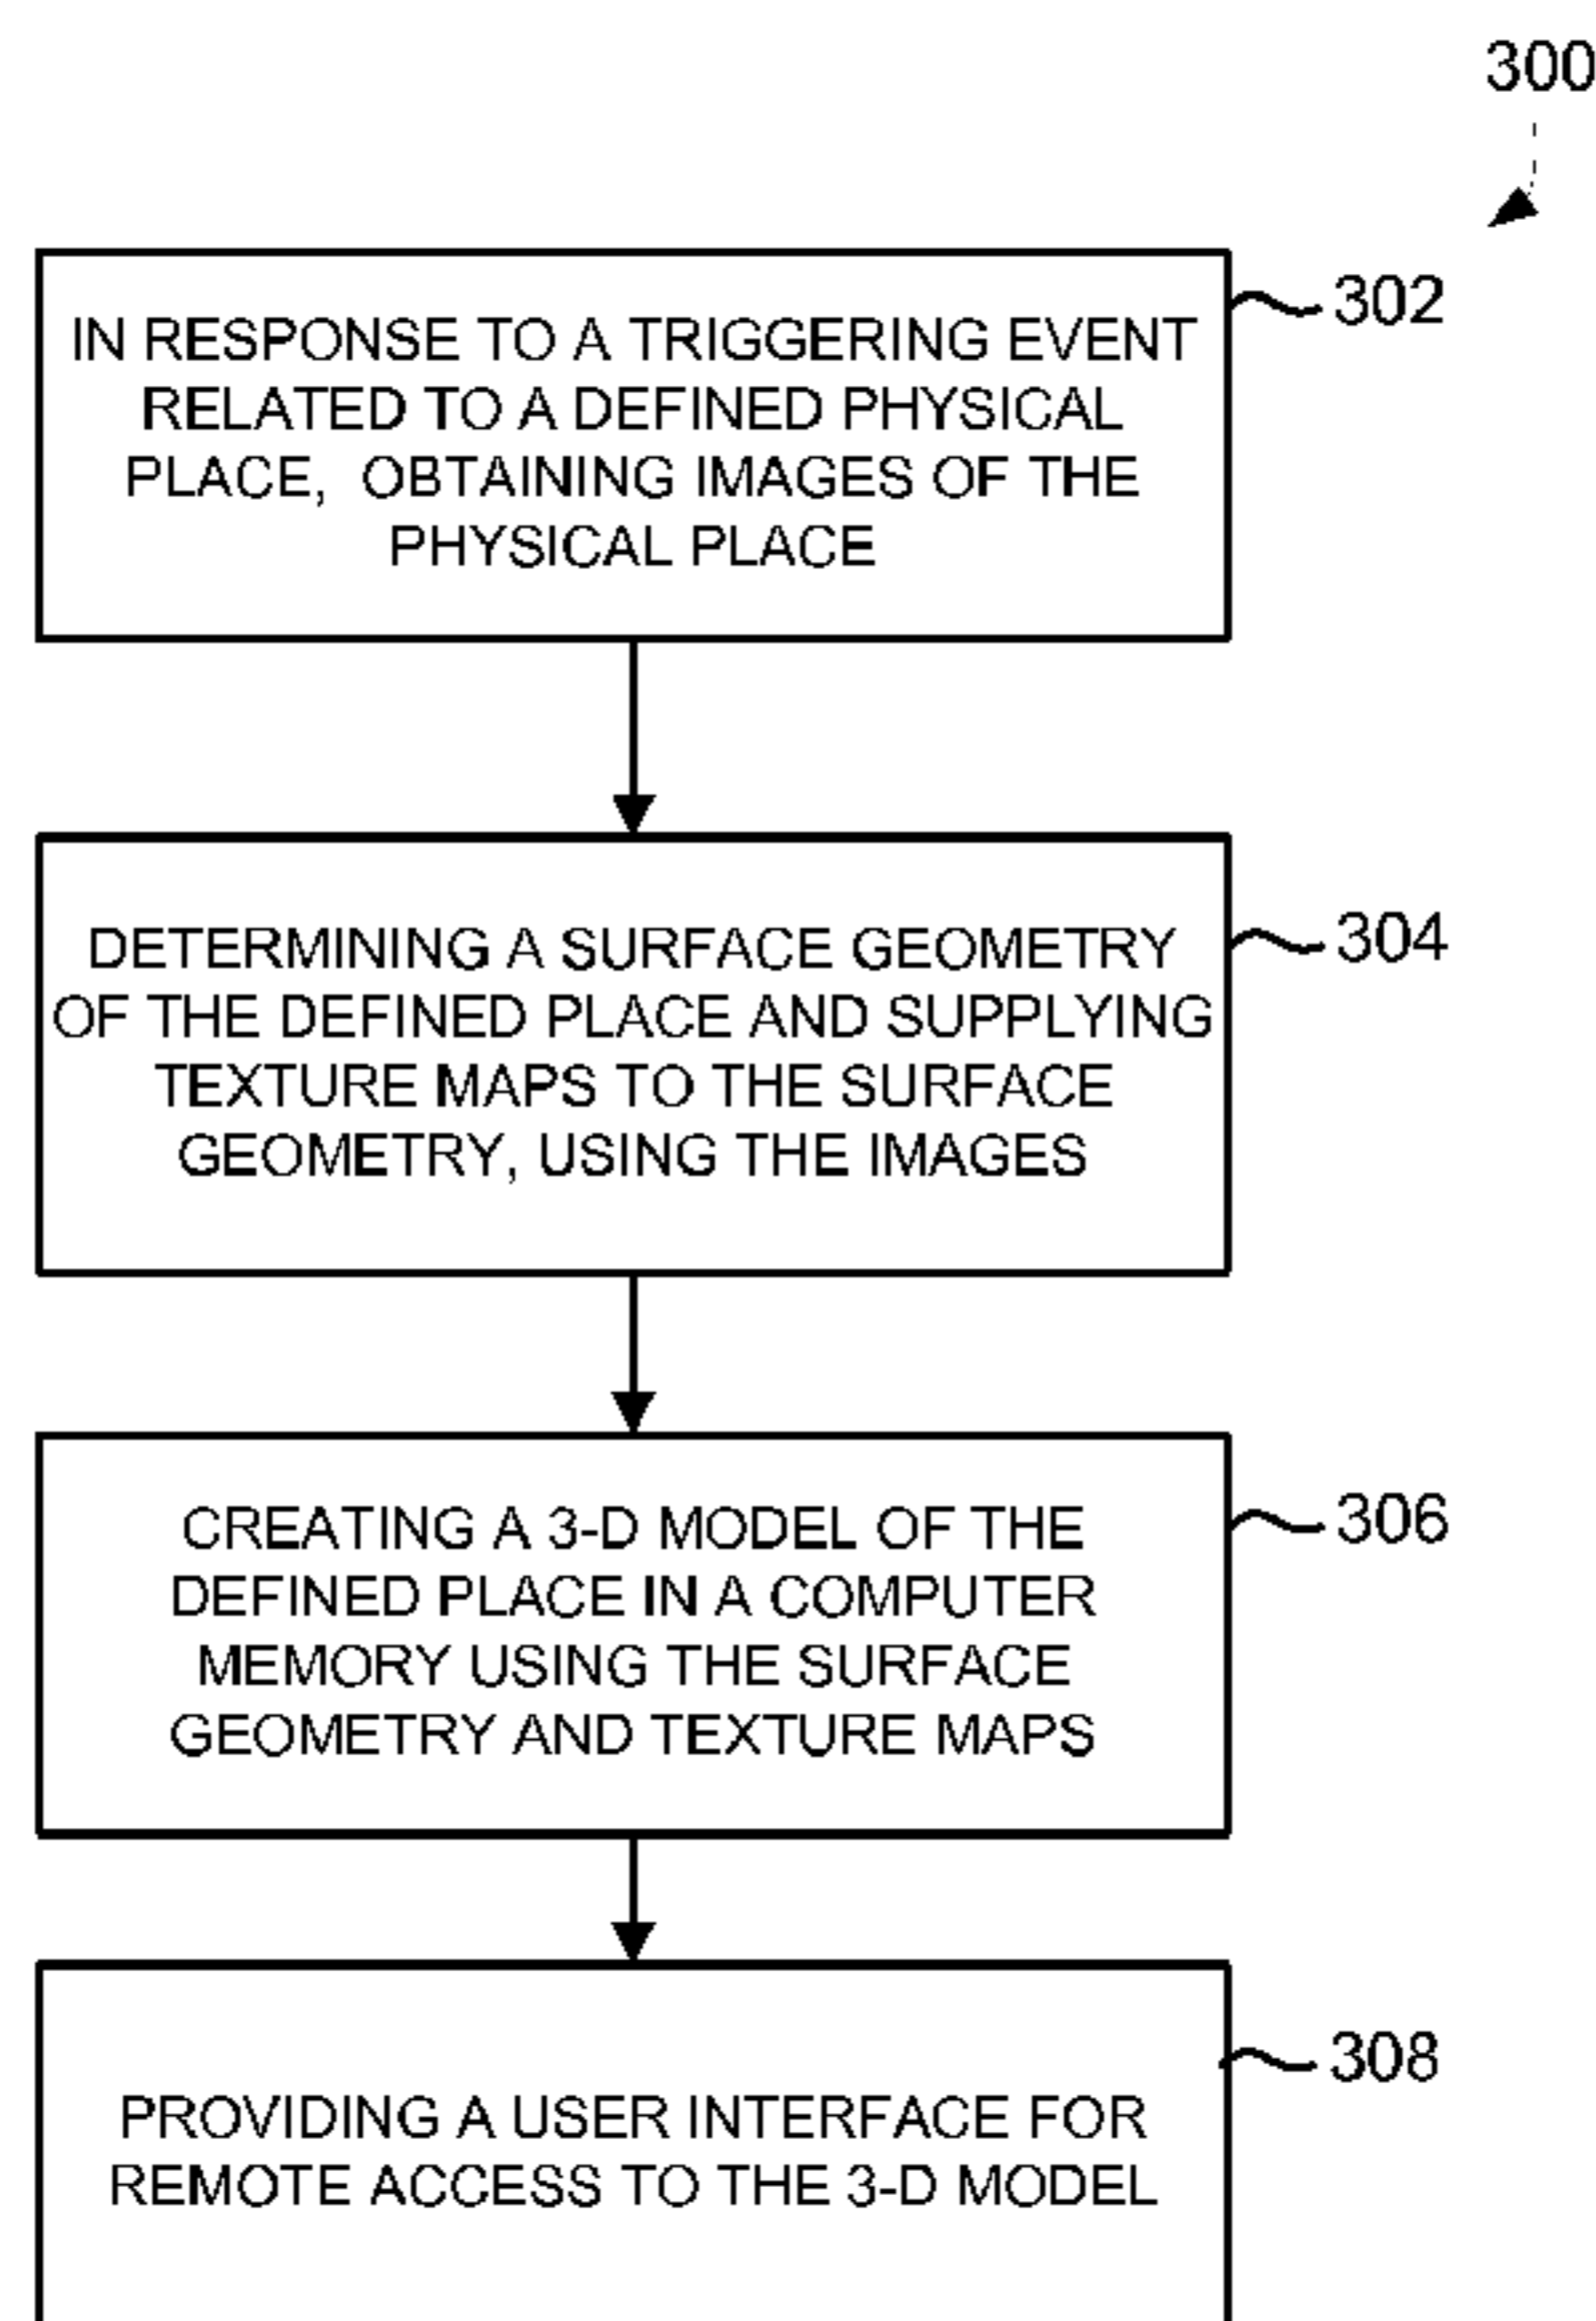 300
302
IN RESPONSE TO A TRIGGERING EVENT
RELATED TO A DEFINED PHYSICAL
PLACE, OBTAINING IMAGES OF THE
PHYSICAL PLACE
304
DETERMINING A SURFACE GEOMETRY
OF THE DEFINED PLACE AND SUPPLYING
TEXTURE MAPS TO THE SURFACE
GEOMETRY, USING THE IMAGES
306
CREATING A 3-D MODEL OF THE
DEFINED PLACE IN A COMPUTER
MEMORY USING THE SURFACE
GEOMETRY AND TEXTURE MAPS
308
PROVIDING A USER INTERFACE FOR
REMOTE ACCESS TO THE 3-D MODEL